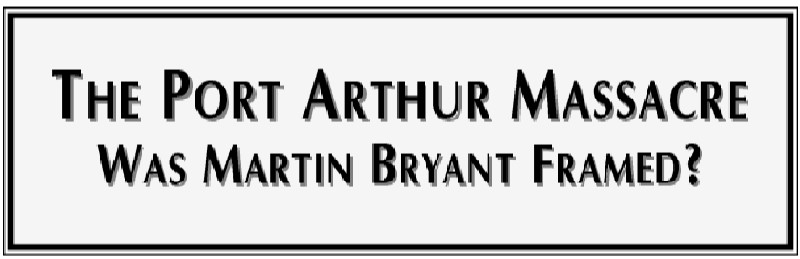 The Port Arthur Massacre
Was Martin Bryant Framed?